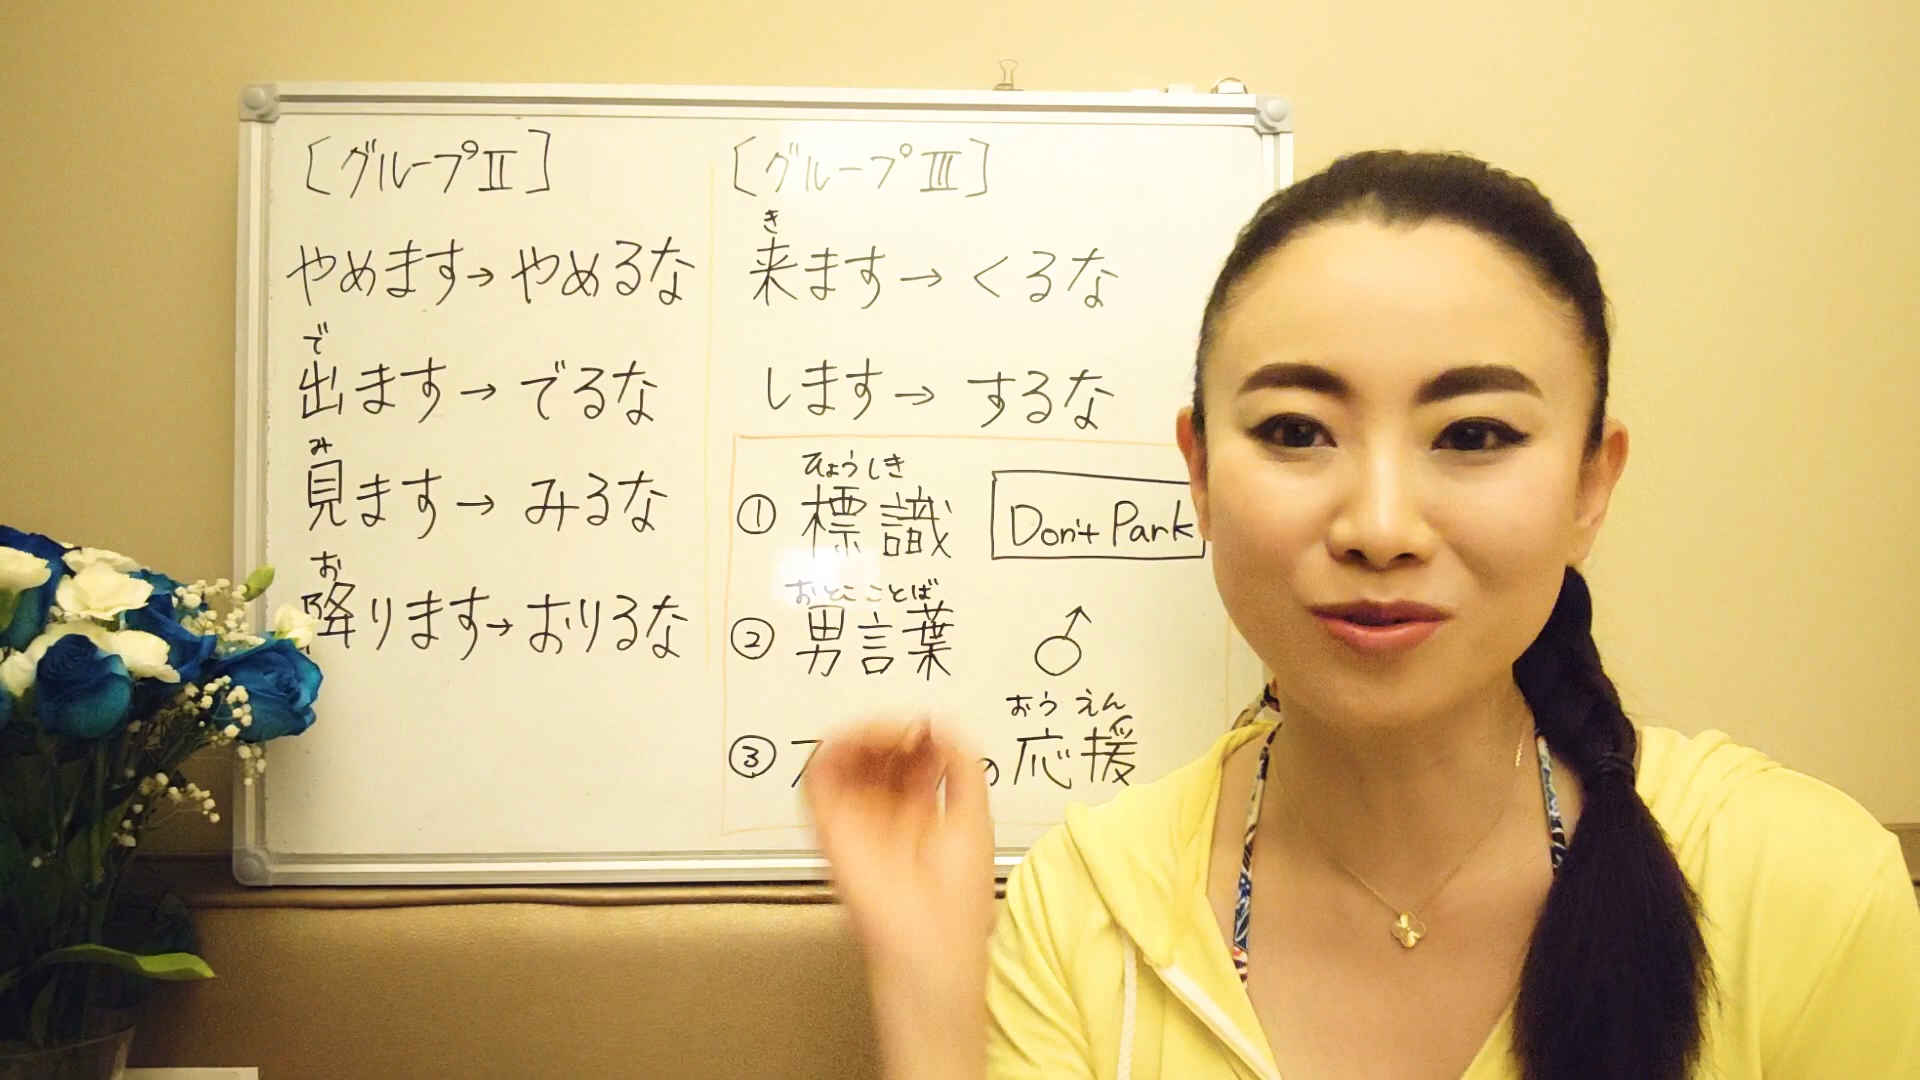 [グループⅡ]
やめます→やめるな
で
出ます→でるな
み
見ます→みるな
お
降ります→おりるな
[グループⅢ]
き
来ます→くるな
します→するな
ひょうしき
①標識 Don't Park
おとこことば
②男言葉 ♂
おうえん
③ の応援